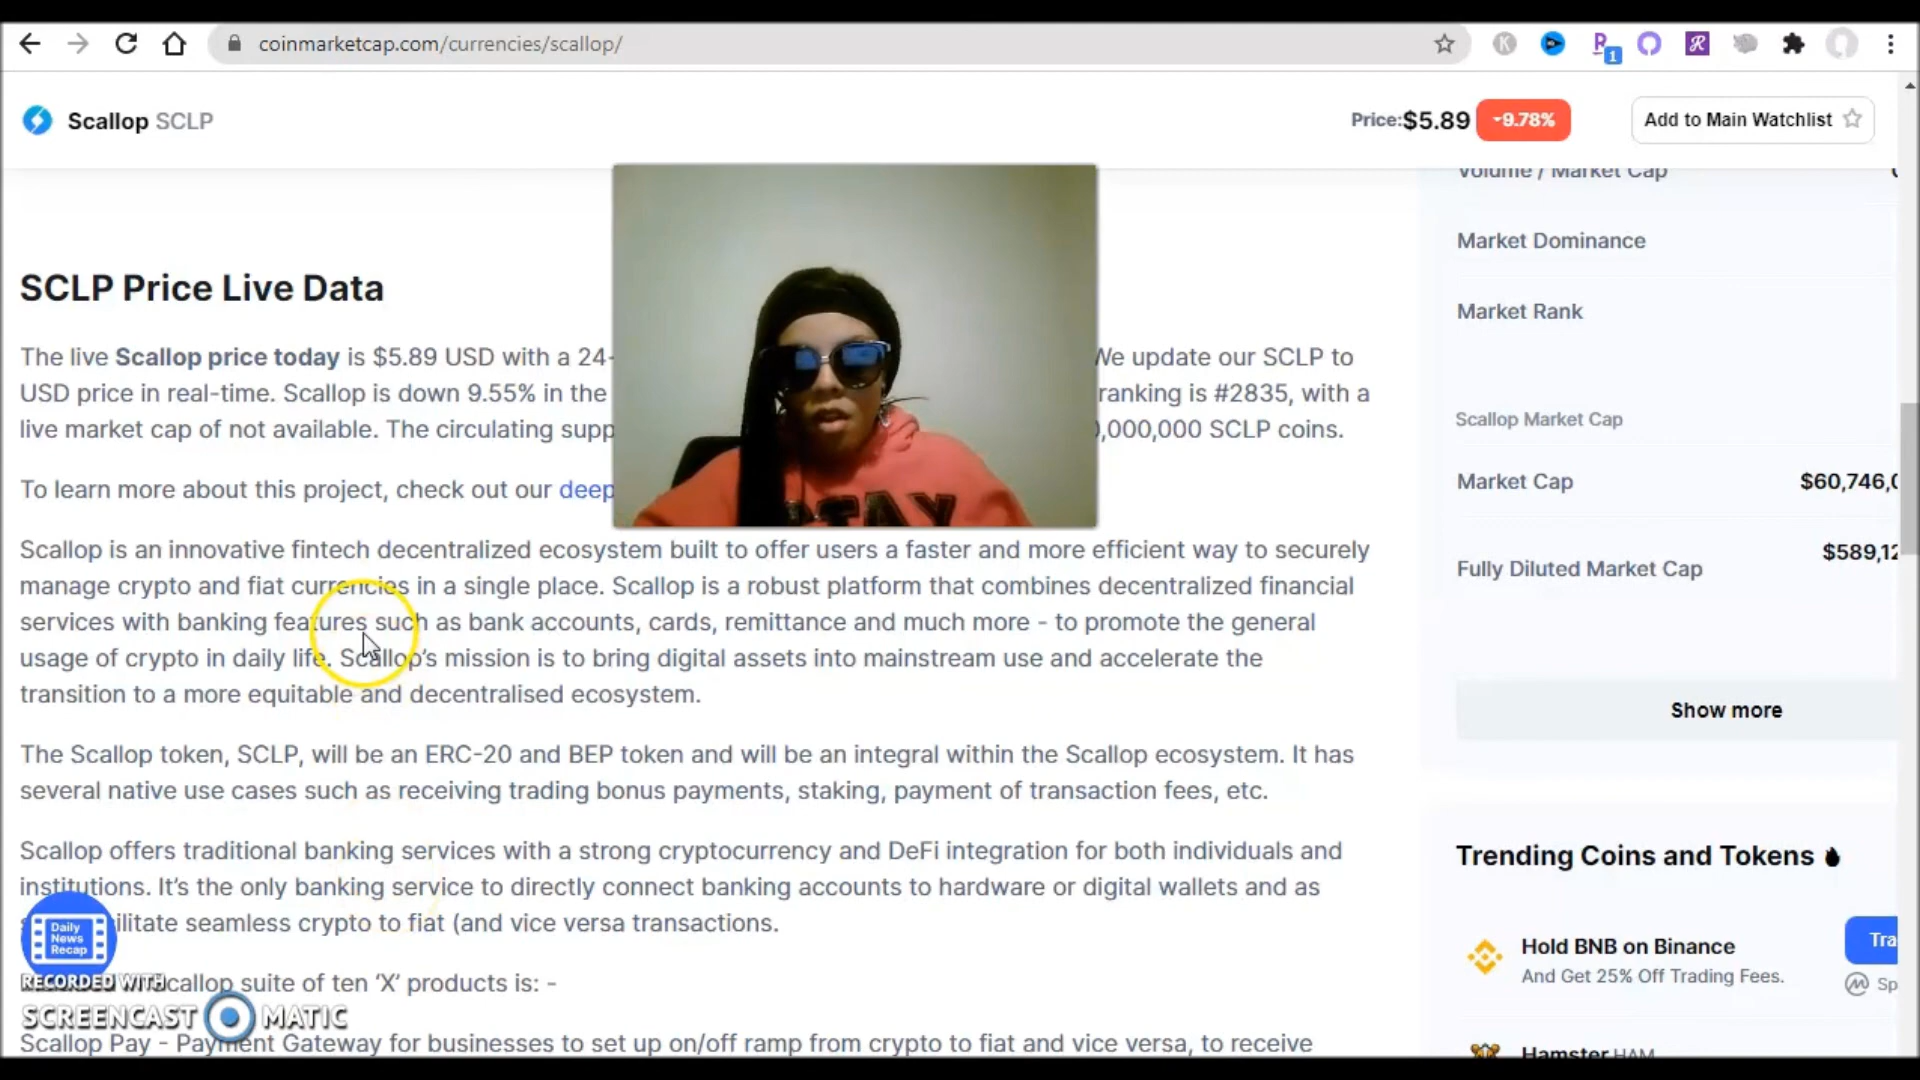 coinmarketcap.com/currencies/scallop/
1
Scallop SCLP
Price:$5.89 -9.78%
Add to Main Watchlist
Volume / Market Cap
Market Dominance
Market Rank
SCLP Price Live Data
The live Scallop price today is $5.89 USD with a 24-
We update our SCLP to
USD price in real-time. Scallop is down 9.55% in the
ranking is #2835, with a
live market cap of not available. The circulating supp
0,000,000 SCLP coins.
To learn more about this project, check out our deep
Scallop is an innovative fintech decentralized ecosystem built to offer users a faster and more efficient way to securely
manage crypto and fiat currencies in a single place. Scallop is a robust platform that combines decentralized financial
services with banking features such as bank accounts, cards, remittance and much more - to promote the general
usage of crypto in daily life. Scallop's mission is to bring digital assets into mainstream use and accelerate the
transition to a more equitable and decentralised ecosystem.
The Scallop token, SCLP, will be an ERC-20 and BEP token and will be an integral within the Scallop ecosystem. It has
several native use cases such as receiving trading bonus payments, staking, payment of transaction fees, etc.
Scallop offers traditional banking services with a strong cryptocurrency and DeFi integration for both individuals and
institutions. It's the only banking service to directly connect banking accounts to hardware or digital wallets and as
ilitate seamless crypto to fiat (and vice versa transactions.
Scallop suite of ten 'X' products is: -
Scallop Pay - Payment Gateway for businesses to set up on/off ramp from crypto to fiat and vice versa, to receive
Scallop Market Cap
Market Cap
$60,746,0
Fully Diluted Market Cap
$589,12
Show more
Trending Coins and Tokens
Hold BNB on Binance
And Get 25% Off Trading Fees.
Tra
Sp
Hamster HAM
Daily
News
Recap
RECORDED WITH
SCREENCAST MATIC